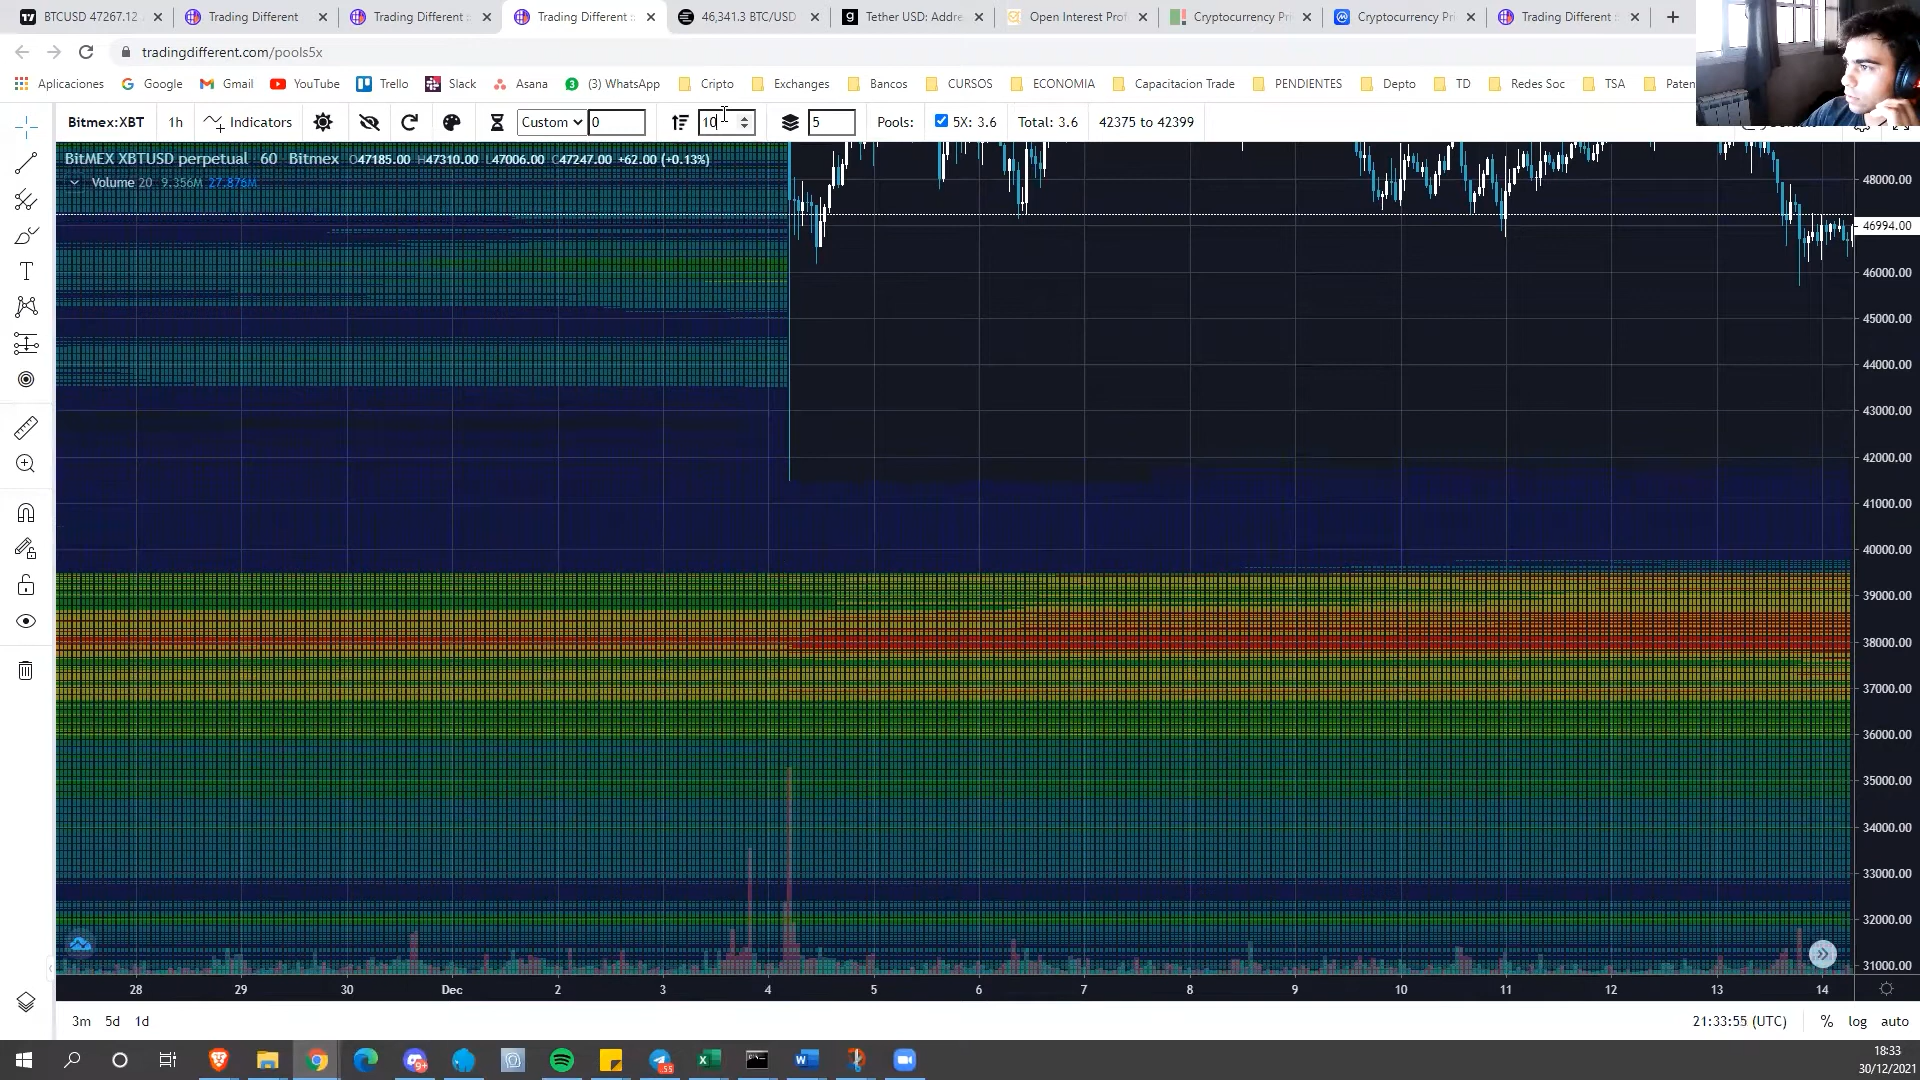 BTCUSD 47267.12
Trading Different
Trading Different :
Trading Different ::
46,341.3 BTC/USD
Tether USD: Addre
Open Interest Prof
Cryptocurrency Pri
Cryptocurrency Pri
Trading Different :
tradingdifferent.com/pools5x
Aplicaciones Google Gmail YouTube Trello Slack Asana (3) WhatsApp Cripto Exchanges Bancos CURSOS ECONOMIA Capacitacion Trade PENDIENTES Depto TD Redes Soc TSA Paten
Bitmex:XBT 1h Indicators Custom 0 10 5 Pools: 5X: 3.6 Total: 3.6 42375 to 42399
BitMEX XBTUSD perpetual 60 Bitmex O47185.00 H47310.00 L47006.00 C47247.00 +62.00 (+0.13%)
Volume 20 9.356M 27.876M
48000.00
46994.00
46000.00
45000.00
44000.00
43000.00
42000.00
41000.00
40000.00
39000.00
38000.00
37000.00
36000.00
35000.00
34000.00
33000.00
32000.00
31000.00
28 29 30 Dec 2 3 4 5 6 7 8 9 10 11 12 13 14
3m 5d 1d
21:33:55 (UTC) % log auto
18:33
30/12/2021